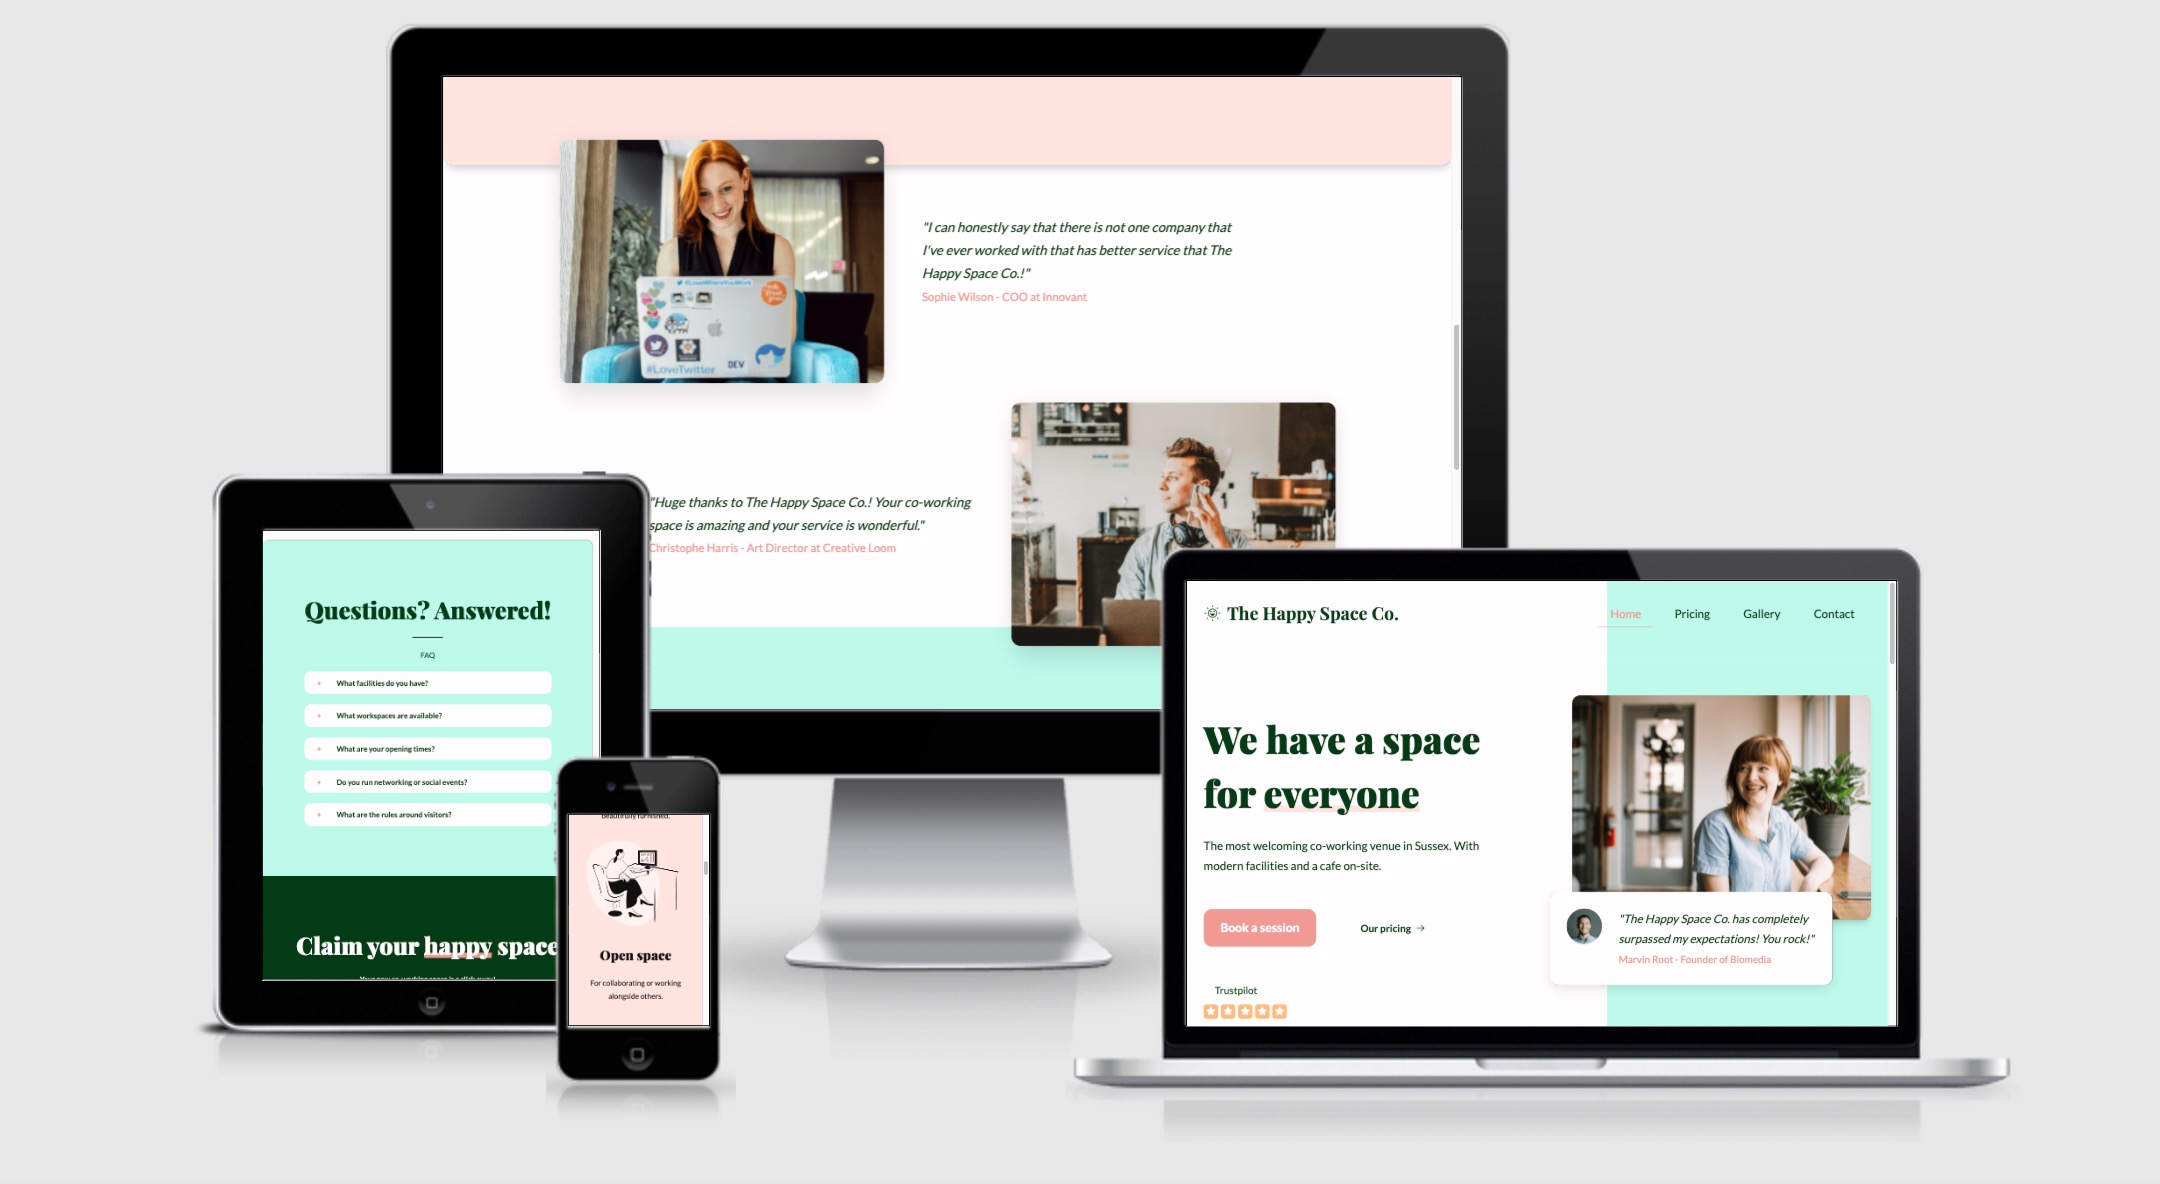 "I can honestly say that there is not one company that
I've ever worked with that has better service that The
Happy Space Co.!"
Sophie Wilson - COO at Innovant
#LoveWhereYouWork
DEV
#LoveTwitter
"Huge thanks to The Happy Space Co.! Your co-working
space is amazing and your service is wonderful."
Christophe Harris - Art Director at Creative Loom
Questions? Answered!
FAQ
+ What facilities do you have?
+ What workspaces are available?
+ What are your opening times?
+ Do you run networking or social events?
+ What are the rules around visitors?
Claim your happy space
beautifully furnished.
Open space
For collaborating or working
alongside others.
The Happy Space Co.
Home Pricing Gallery Contact
We have a space
for everyone
The most welcoming co-working venue in Sussex. With
modern facilities and a cafe on-site.
Book a session
Our pricing →
Trustpilot
"The Happy Space Co. has completely
surpassed my expectations! You rock!"
Marvin Root - Founder of Biomedia